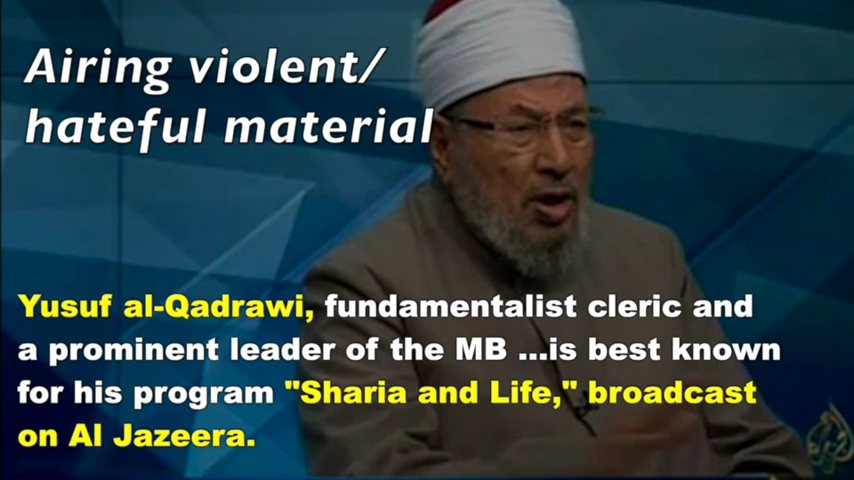 Airing violent/
hateful material
Yusuf al-Qadrawi, fundamentalist cleric and
a prominent leader of the MB ...is best known
for his program "Sharia and Life," broadcast
on Al Jazeera.